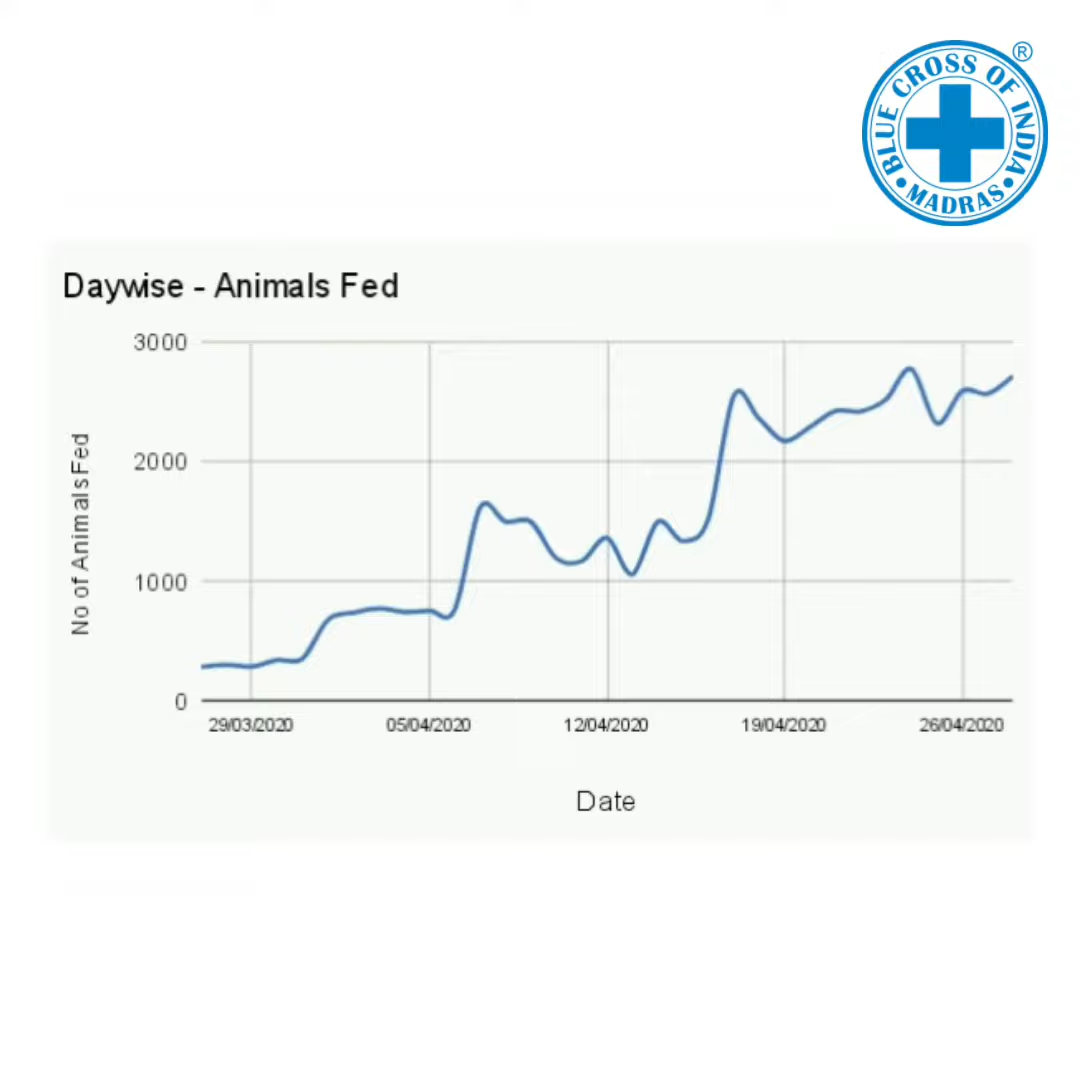 ®
BLUE CROSS OF INDIA
• MADRAS •
Daywise - Animals Fed
3000
2000
1000
0
No of Animals Fed
29/03/2020 05/04/2020 12/04/2020 19/04/2020 26/04/2020
Date